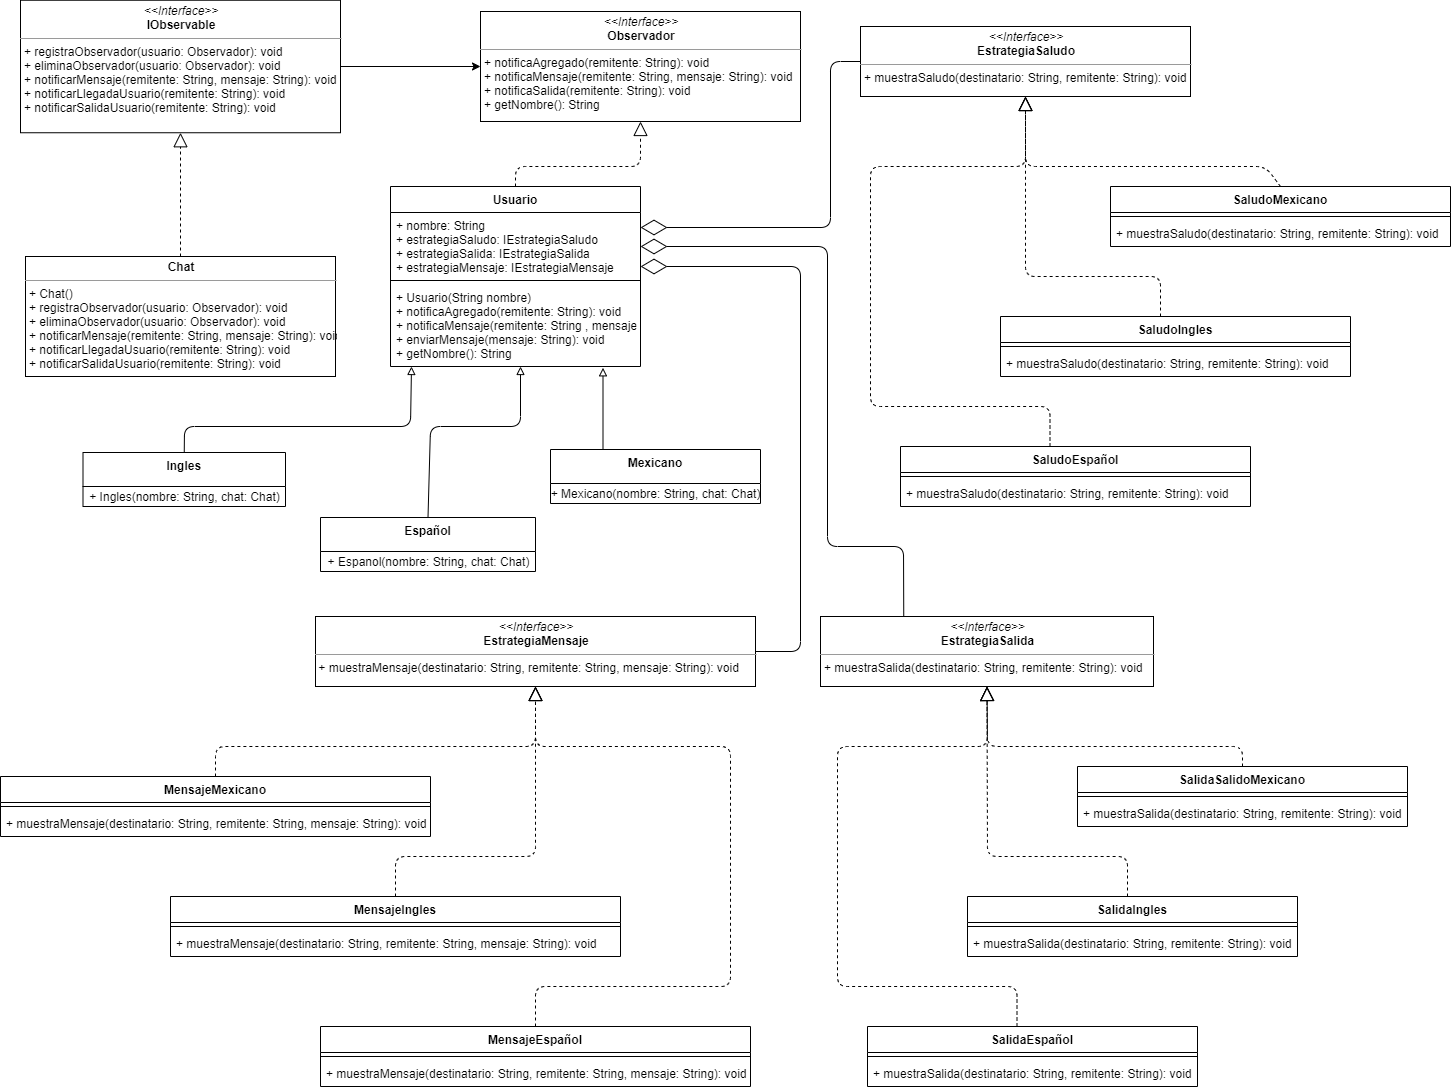 <<Interface>>
IObservable
+ registraObservador(usuario: Observador): void
+ eliminaObservador(usuario: Observador): void
+ notificarMensaje(remitente: String, mensaje: String): void
+ notificarLlegadaUsuario(remitente: String): void
+ notificarSalidaUsuario(remitente: String): void
<<Interface>>
Observador
+ notificaAgregado(remitente: String): void
+ notificaMensaje(remitente: String, mensaje: String): void
+ notificaSalida(remitente: String): void
+ getNombre(): String
<<Interface>>
EstrategiaSaludo
+ muestraSaludo(destinatario: String, remitente: String): void
Usuario
+ nombre: String
+ estrategiaSaludo: IEstrategiaSaludo
+ estrategiaSalida: IEstrategiaSalida
+ estrategiaMensaje: IEstrategiaMensaje
+ Usuario(String nombre)
+ notificaAgregado(remitente: String): void
+ notificaMensaje(remitente: String , mensaje
+ enviarMensaje(mensaje: String): void
+ getNombre(): String
SaludoMexicano
+ muestraSaludo(destinatario: String, remitente: String): void
Chat
+ Chat()
+ registraObservador(usuario: Observador): void
+ eliminaObservador(usuario: Observador): void
+ notificarMensaje(remitente: String, mensaje: String): voi
+ notificarLlegadaUsuario(remitente: String): void
+ notificarSalidaUsuario(remitente: String): void
SaludoIngles
+ muestraSaludo(destinatario: String, remitente: String): void
Ingles
+ Ingles(nombre: String, chat: Chat)
Mexicano
+ Mexicano(nombre: String, chat: Chat)
SaludoEspañol
+ muestraSaludo(destinatario: String, remitente: String): void
Español
+ Espanol(nombre: String, chat: Chat)
<<Interface>>
EstrategiaMensaje
+ muestraMensaje(destinatario: String, remitente: String, mensaje: String): void
<<Interface>>
EstrategiaSalida
+ muestraSalida(destinatario: String, remitente: String): void
MensajeMexicano
+ muestraMensaje(destinatario: String, remitente: String, mensaje: String): void
SalidaSalidoMexicano
+ muestraSalida(destinatario: String, remitente: String): void
MensajeIngles
+ muestraMensaje(destinatario: String, remitente: String, mensaje: String): void
SalidaIngles
+ muestraSalida(destinatario: String, remitente: String): void
MensajeEspañol
+ muestraMensaje(destinatario: String, remitente: String, mensaje: String): void
SalidaEspañol
+ muestraSalida(destinatario: String, remitente: String): void